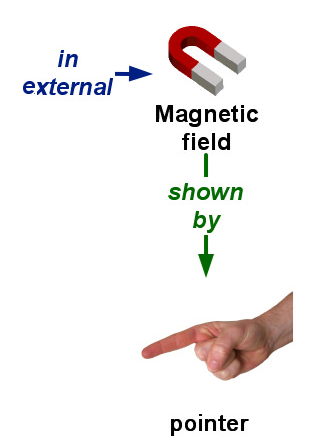 in
external
Magnetic
field
shown
by
pointer